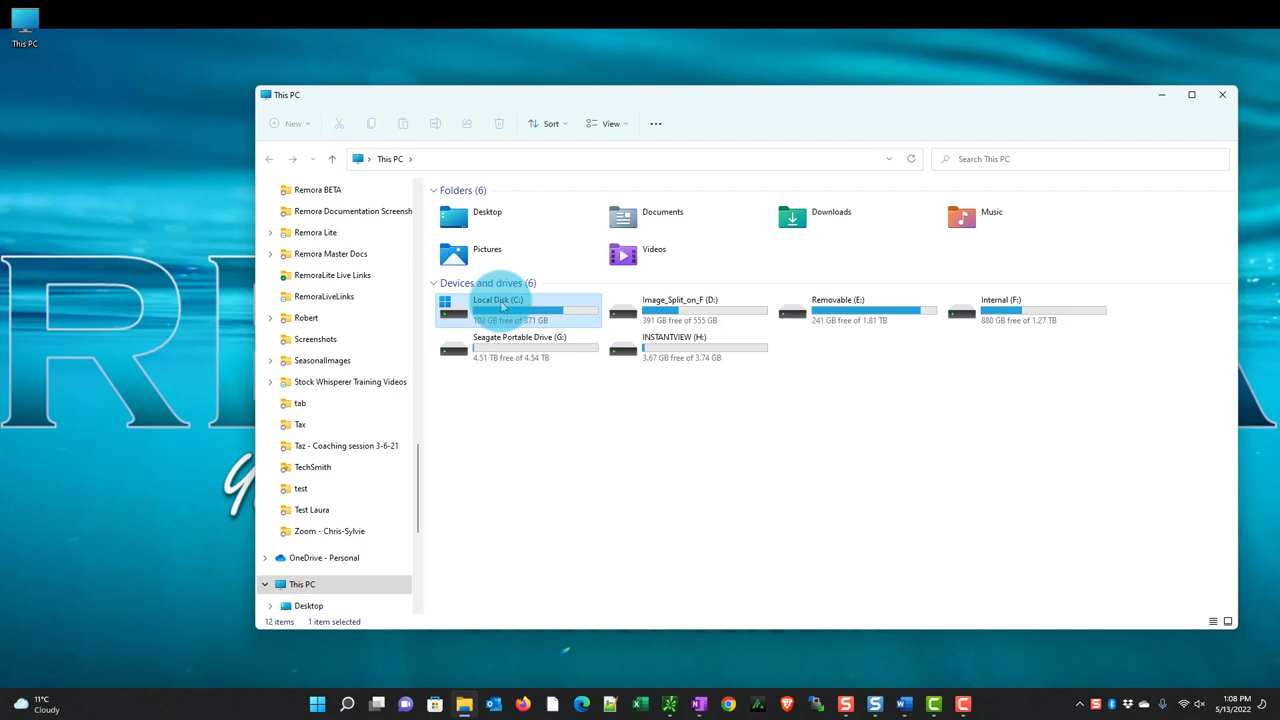 This PC
This PC
New
Sort
View
This PC
Search This PC
Remora BETA
Remora Documentation Screensh
Remora Lite
Remora Master Docs
RemoraLite Live Links
RemoraLiveLinks
Robert
Screenshots
SeasonalImages
Stock Whisperer Training Videos
tab
Tax
Taz - Coaching session 3-6-21
TechSmith
test
Test Laura
Zoom - Chris-Sylvie
OneDrive - Personal
This PC
Desktop
Folders (6)
Desktop
Documents
Downloads
Music
Pictures
Videos
Devices and drives (6)
Local Disk (C:)
102 GB free of 371 GB
Image_Split_on_F (D:)
391 GB free of 555 GB
Removable (E:)
241 GB free of 1.81 TB
Internal (F:)
880 GB free of 1.27 TB
Seagate Portable Drive (G:)
4.51 TB free of 4.54 TB
INSTANTVIEW (H:)
3.67 GB free of 3.74 GB
12 items
1 item selected
11°C
Cloudy
1:08 PM
5/13/2022